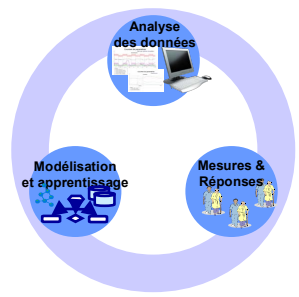 Analyse
des données
Modélisation
et apprentissage
Mesures &
Réponses